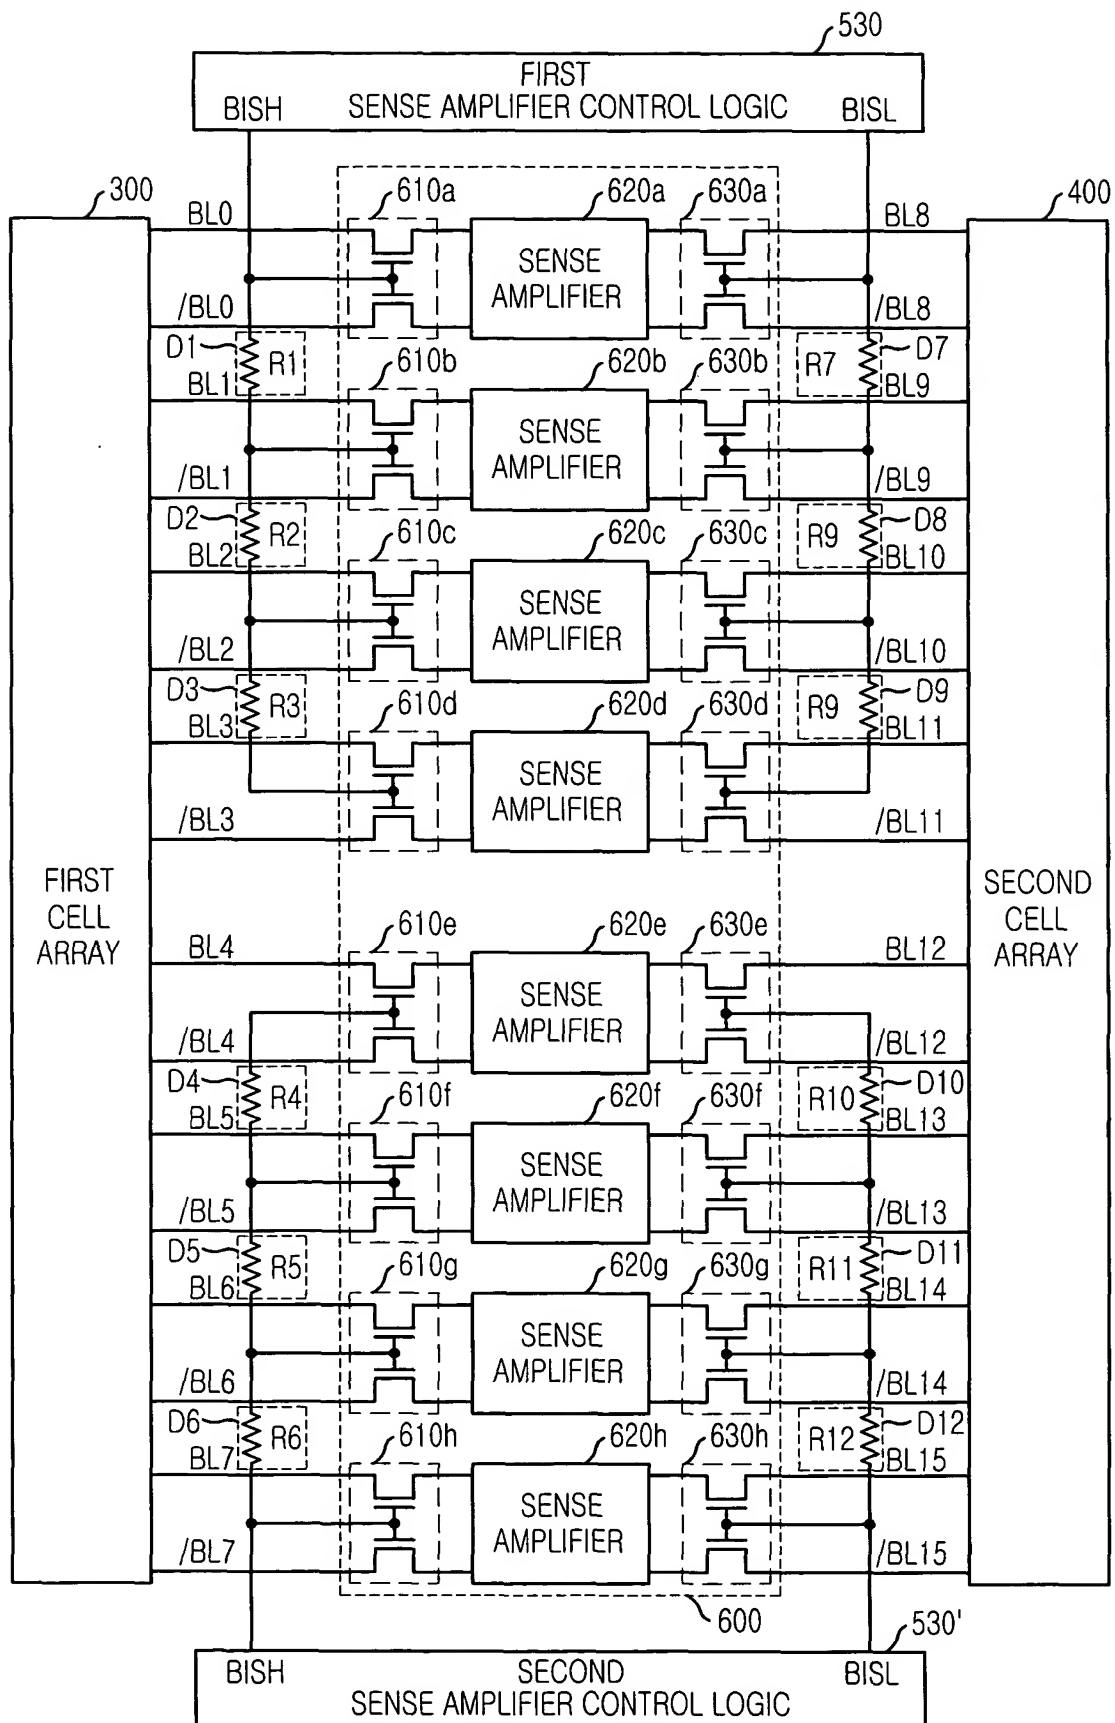 530
FIRST
BISH SENSE AMPLIFIER CONTROL LOGIC BISL
300 610a 620a 630a 400
BL0 BL8
SENSE
AMPLIFIER
/BL0 /BL8
D1 R1 610b 620b 630b R7 D7
BL1 BL9
SENSE
AMPLIFIER
/BL1 /BL9
D2 R2 610c 620c 630c R9 D8
BL2 BL10
SENSE
AMPLIFIER
/BL2 /BL10
D3 R3 610d 620d 630d R9 D9
BL3 BL11
SENSE
AMPLIFIER
/BL3 /BL11
FIRST
CELL
ARRAY
SECOND
CELL
ARRAY
610e 620e 630e
BL4 BL12
SENSE
AMPLIFIER
/BL4 /BL12
D4 R4 610f 620f 630f R10 D10
BL5 BL13
SENSE
AMPLIFIER
/BL5 /BL13
D5 R5 610g 620g 630g R11 D11
BL6 BL14
SENSE
AMPLIFIER
/BL6 /BL14
D6 R6 610h 620h 630h R12 D12
BL7 BL15
SENSE
AMPLIFIER
/BL7 /BL15
600
530'
BISH SECOND BISL
SENSE AMPLIFIER CONTROL LOGIC